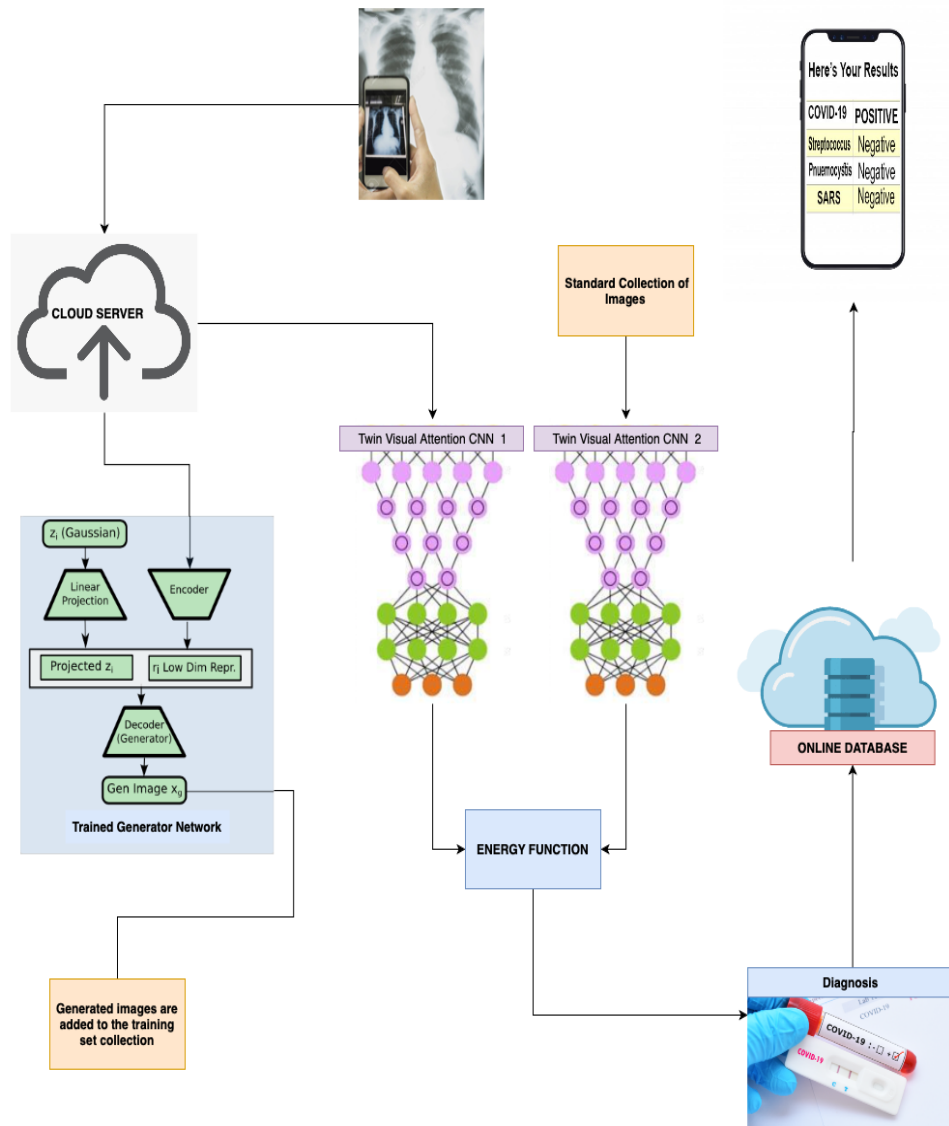 Here's Your Results
COVID-19 POSITIVE
Streptococcus Negative
Pnuemocystis Negative
SARS Negative
CLOUD SERVER
Standard Collection of
Images
Twin Visual Attention CNN 1
Twin Visual Attention CNN 2
zᵢ (Gaussian)
Linear
Projection
Encoder
Projected zᵢ
rᵢ Low Dim Repr.
Decoder
(Generator)
Gen Image x_g
Trained Generator Network
ENERGY FUNCTION
ONLINE DATABASE
Generated images are
added to the training
set collection
Diagnosis
COVID-19
COVID-19 : - ☐ + ☑
COVID-19
C T